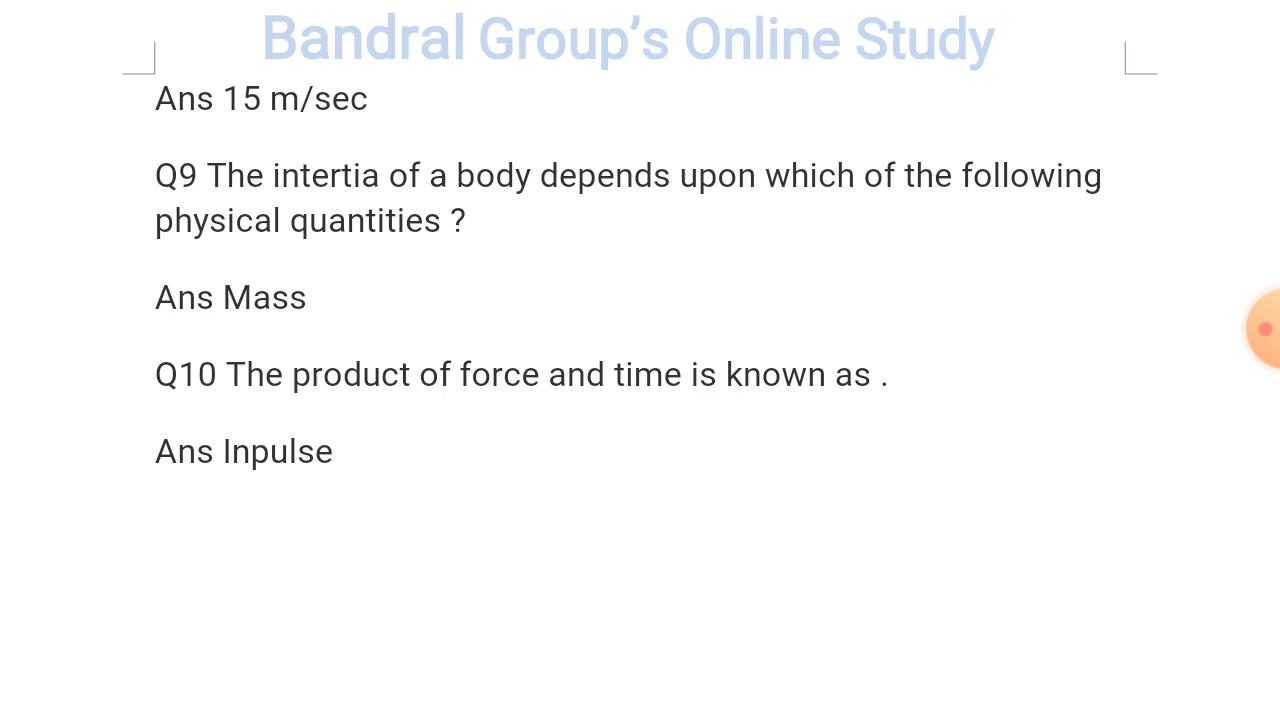 Bandral Group’s Online Study
Ans 15 m/sec
Q9 The intertia of a body depends upon which of the following
physical quantities ?
Ans Mass
Q10 The product of force and time is known as .
Ans Inpulse